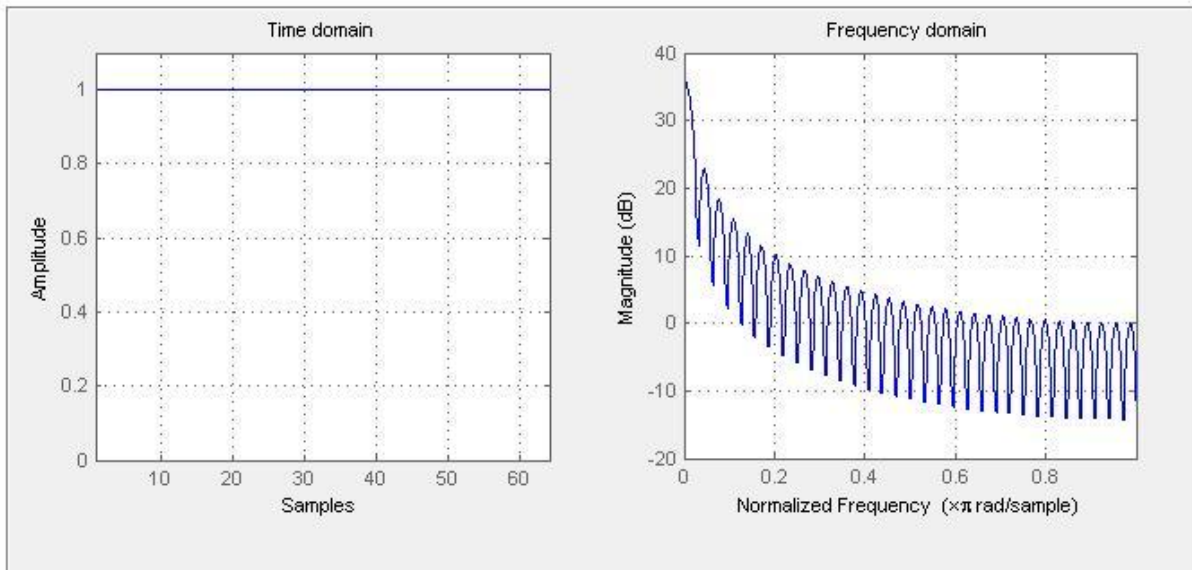 Time domain
Amplitude
1
0.8
0.6
0.4
0.2
0
10 20 30 40 50 60
Samples
Frequency domain
Magnitude (dB)
40
30
20
10
0
-10
-20
0 0.2 0.4 0.6 0.8
Normalized Frequency (×π rad/sample)